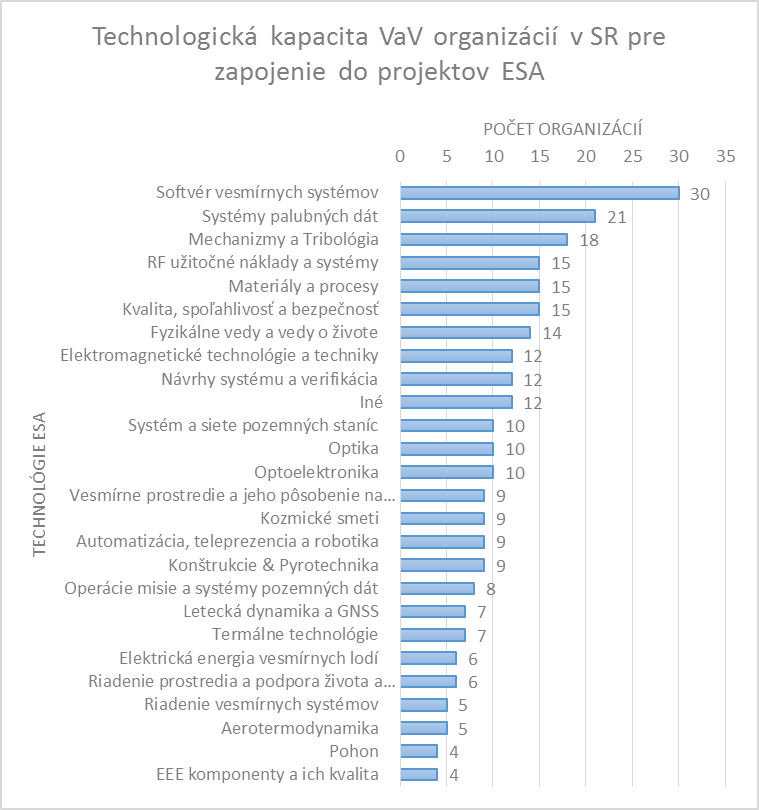 Technologická kapacita VaV organizácií v SR pre
zapojenie do projektov ESA
POČET ORGANIZÁCIÍ
0 5 10 15 20 25 30 35
TECHNOLÓGIE ESA
Softvér vesmírnych systémov 30
Systémy palubných dát 21
Mechanizmy a Tribológia 18
RF užitočné náklady a systémy 15
Materiály a procesy 15
Kvalita, spoľahlivosť a bezpečnosť 15
Fyzikálne vedy a vedy o živote 14
Elektromagnetické technológie a techniky 12
Návrhy systému a verifikácia 12
Iné 12
Systém a siete pozemných staníc 10
Optika 10
Optoelektronika 10
Vesmírne prostredie a jeho pôsobenie na... 9
Kozmické smeti 9
Automatizácia, teleprezencia a robotika 9
Konštrukcie & Pyrotechnika 9
Operácie misie a systémy pozemných dát 8
Letecká dynamika a GNSS 7
Termálne technológie 7
Elektrická energia vesmírnych lodí 6
Riadenie prostredia a podpora života a... 6
Riadenie vesmírnych systémov 5
Aerotermodynamika 5
Pohon 4
EEE komponenty a ich kvalita 4